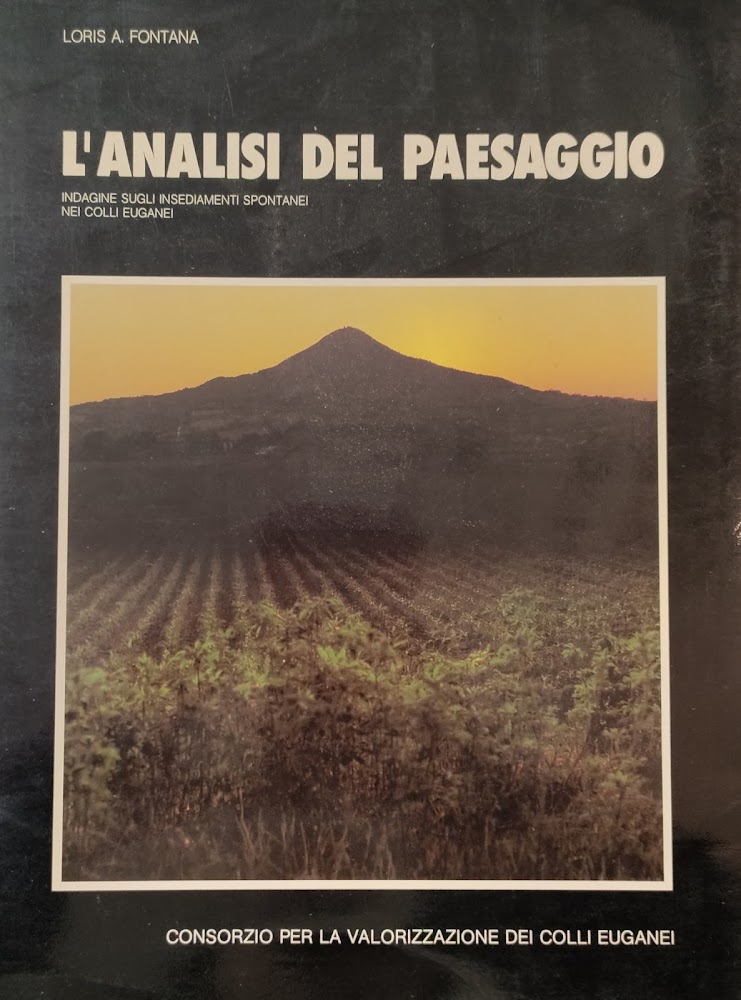 LORIS A. FONTANA
L'ANALISI DEL PAESAGGIO
INDAGINE SUGLI INSEDIAMENTI SPONTANEI
NEI COLLI EUGANEI
CONSORZIO PER LA VALORIZZAZIONE DEI COLLI EUGANEI